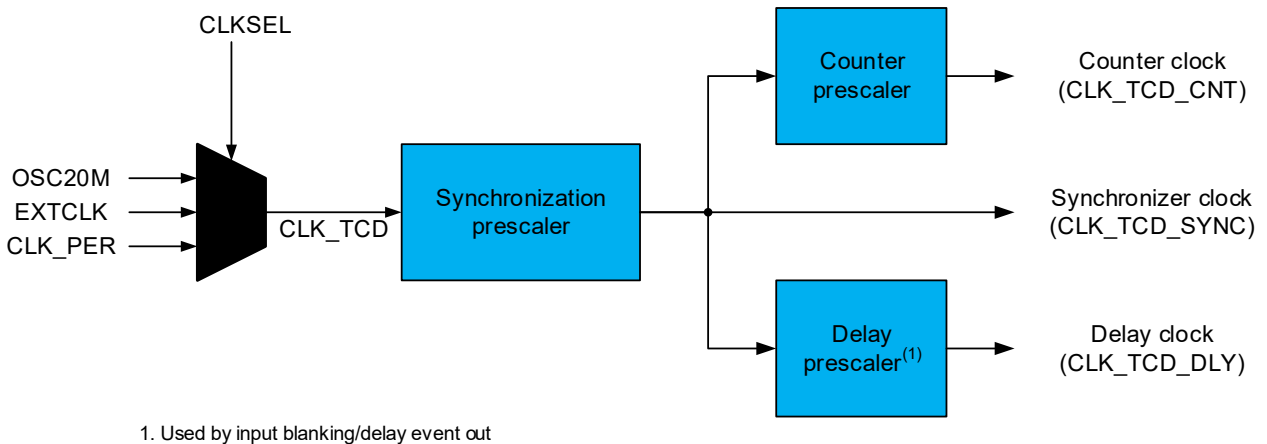 CLKSEL
OSC20M
EXTCLK
CLK_PER
CLK_TCD
Synchronization
prescaler
Counter
prescaler
Counter clock
(CLK_TCD_CNT)
Synchronizer clock
(CLK_TCD_SYNC)
Delay
prescaler(1)
Delay clock
(CLK_TCD_DLY)
1. Used by input blanking/delay event out